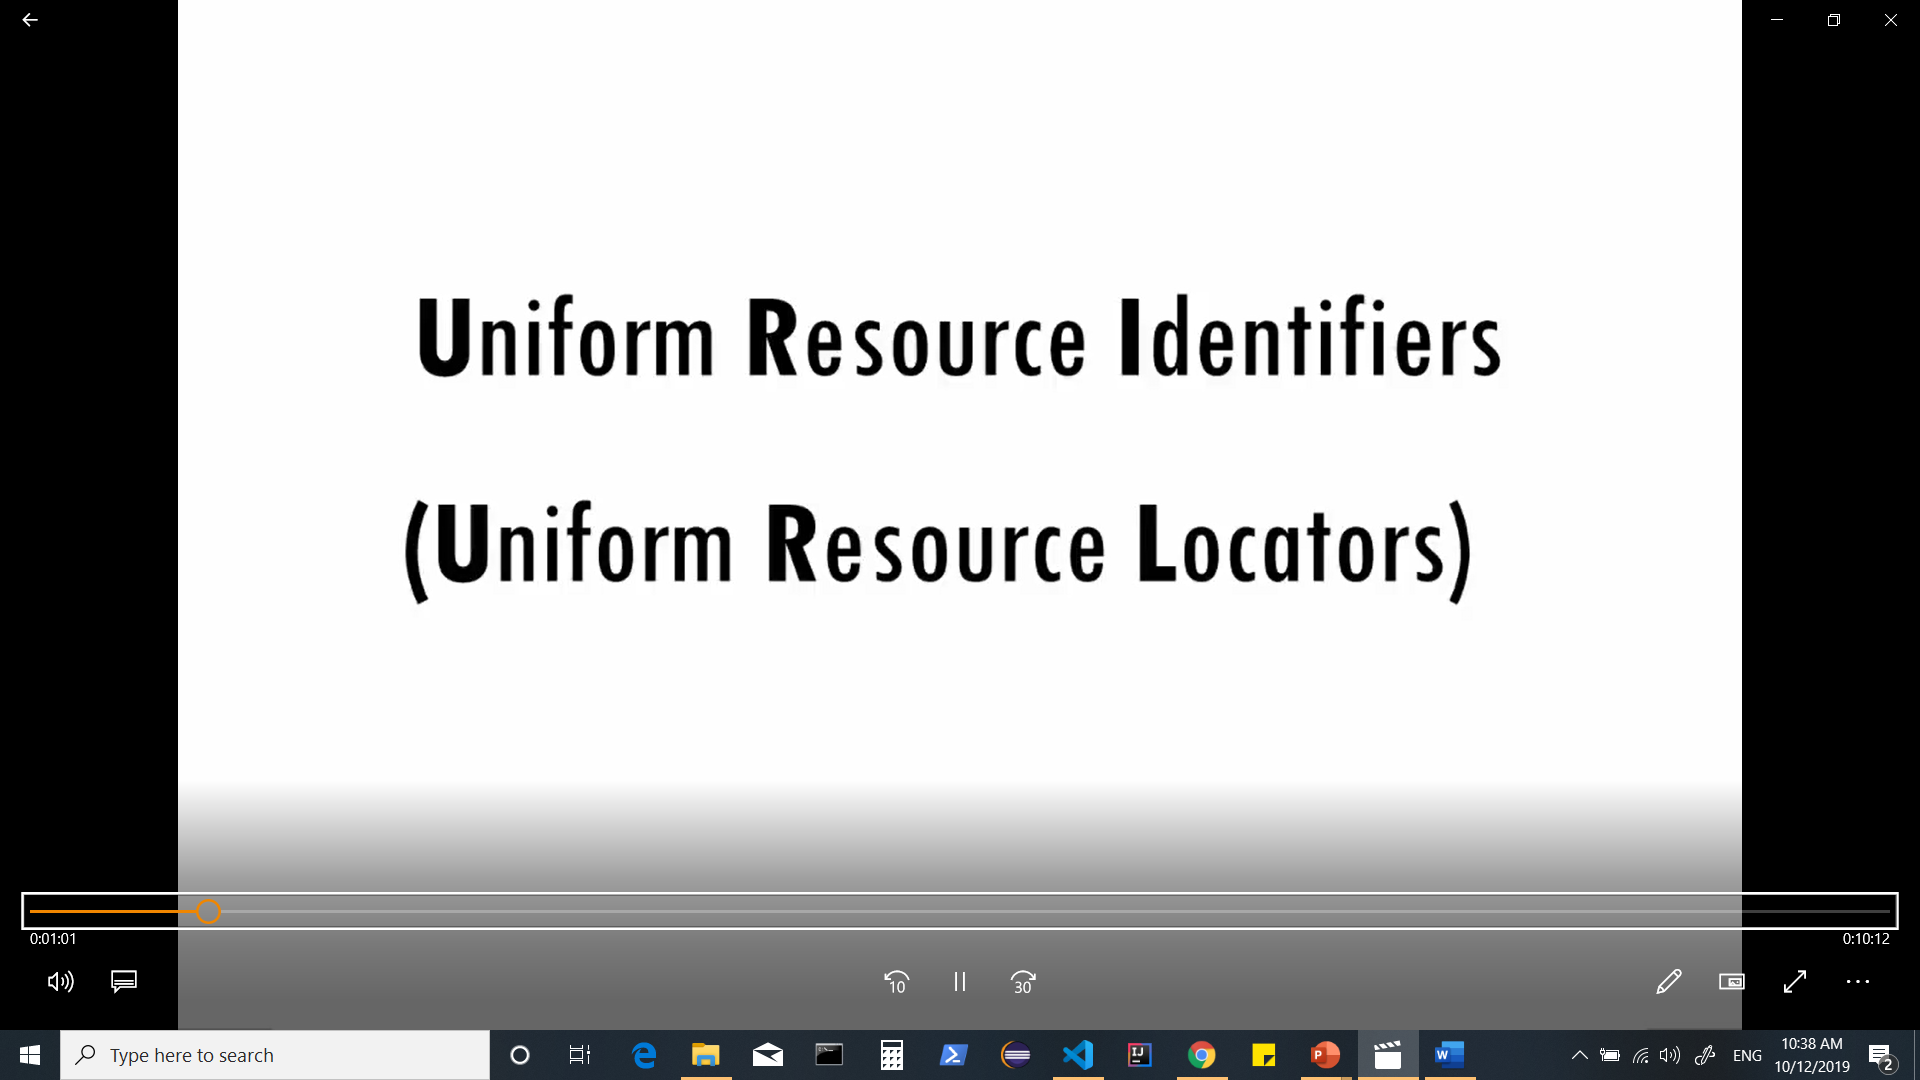 Uniform Resource Identifiers
(Uniform Resource Locators)
0:01:01
0:10:12
10
30
Type here to search
ENG
10:38 AM
10/12/2019
2